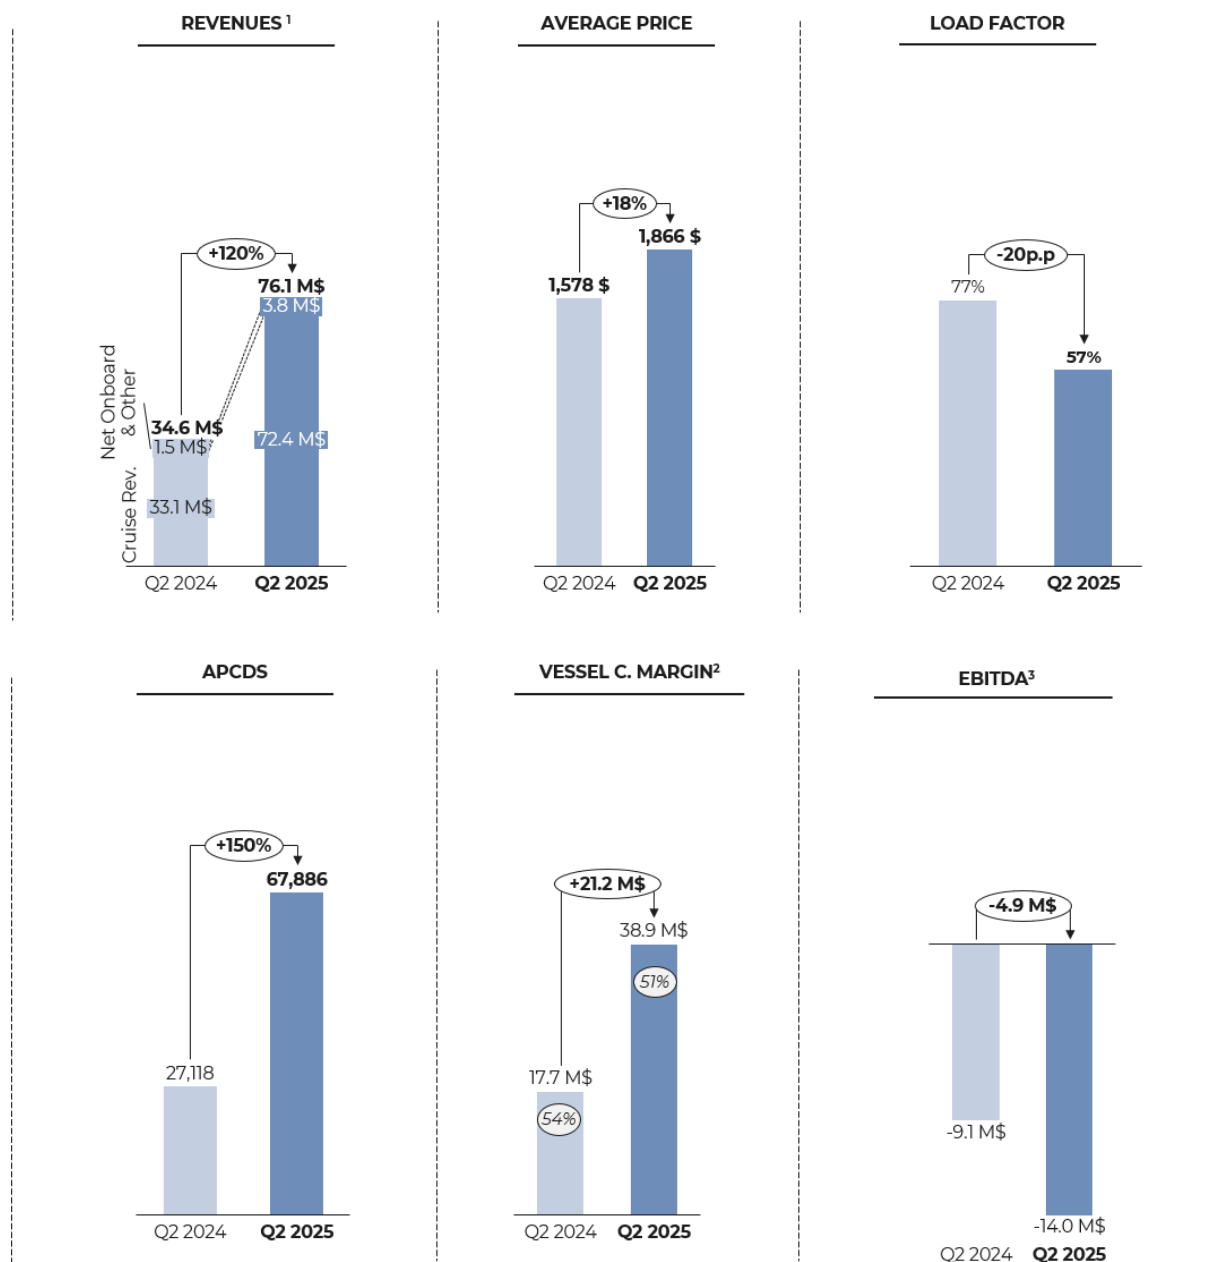 REVENUES ¹
+120%
76.1 M$
3.8 M$
Net Onboard
& Other
34.6 M$
1.5 M$
72.4 M$
Cruise Rev.
33.1 M$
Q2 2024
Q2 2025
AVERAGE PRICE
+18%
1,866 $
1,578 $
Q2 2024
Q2 2025
LOAD FACTOR
-20p.p
77%
57%
Q2 2024
Q2 2025
APCDS
+150%
67,886
27,118
Q2 2024
Q2 2025
VESSEL C. MARGIN²
+21.2 M$
38.9 M$
51%
17.7 M$
54%
Q2 2024
Q2 2025
EBITDA³
-4.9 M$
-9.1 M$
-14.0 M$
Q2 2024
Q2 2025